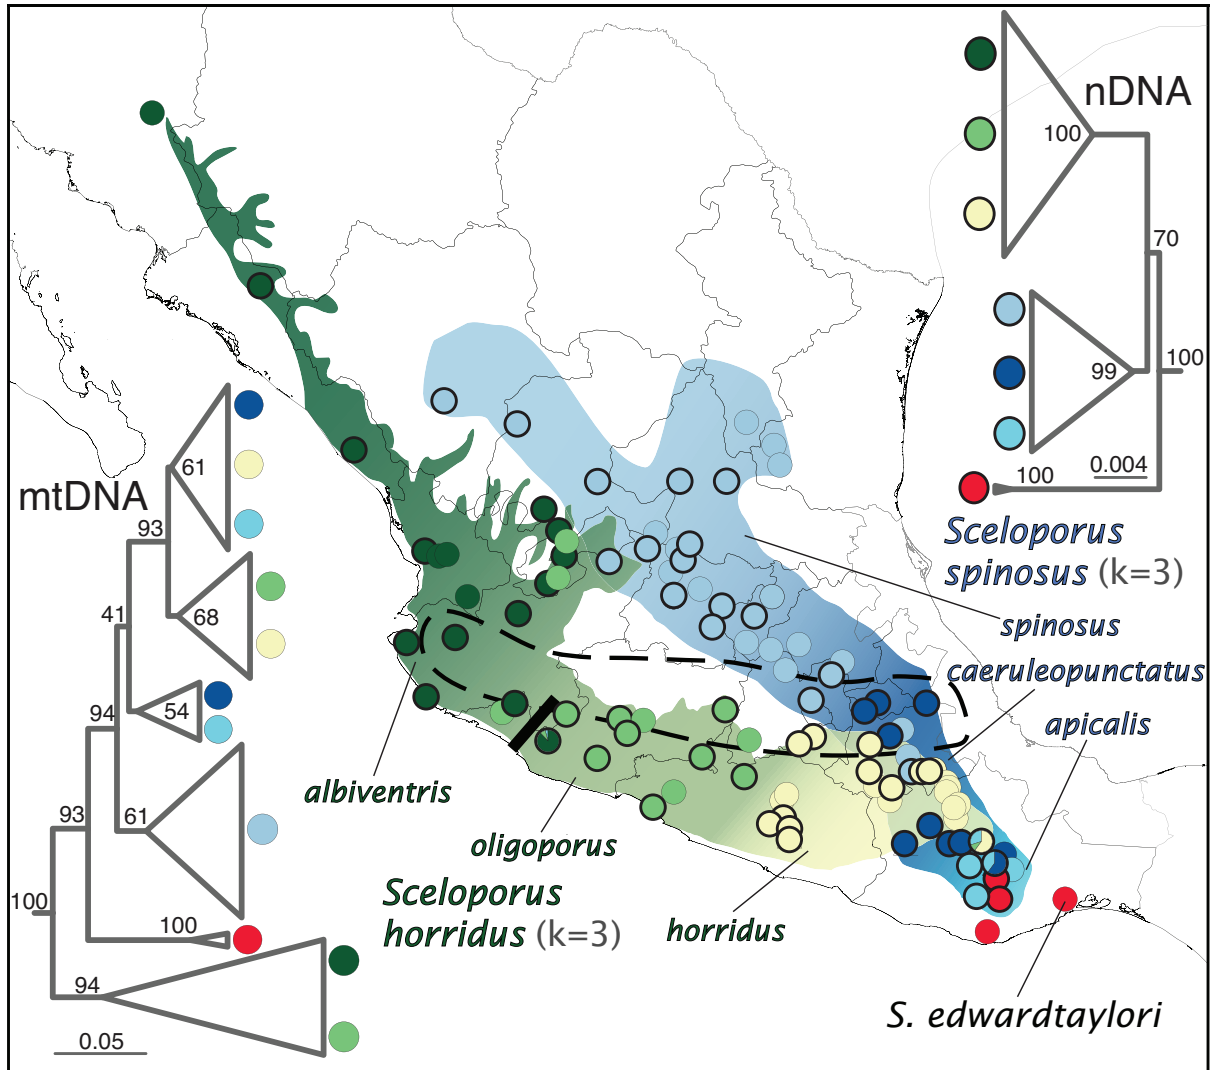 nDNA
100
70
99
100
100
0.004
Sceloporus
spinosus (k=3)
spinosus
caeruleopunctatus
apicalis
mtDNA
61
93
68
41
54
94
61
93
100
100
94
0.05
albiventris
oligoporus
Sceloporus
horridus (k=3)
horridus
S. edwardtaylori